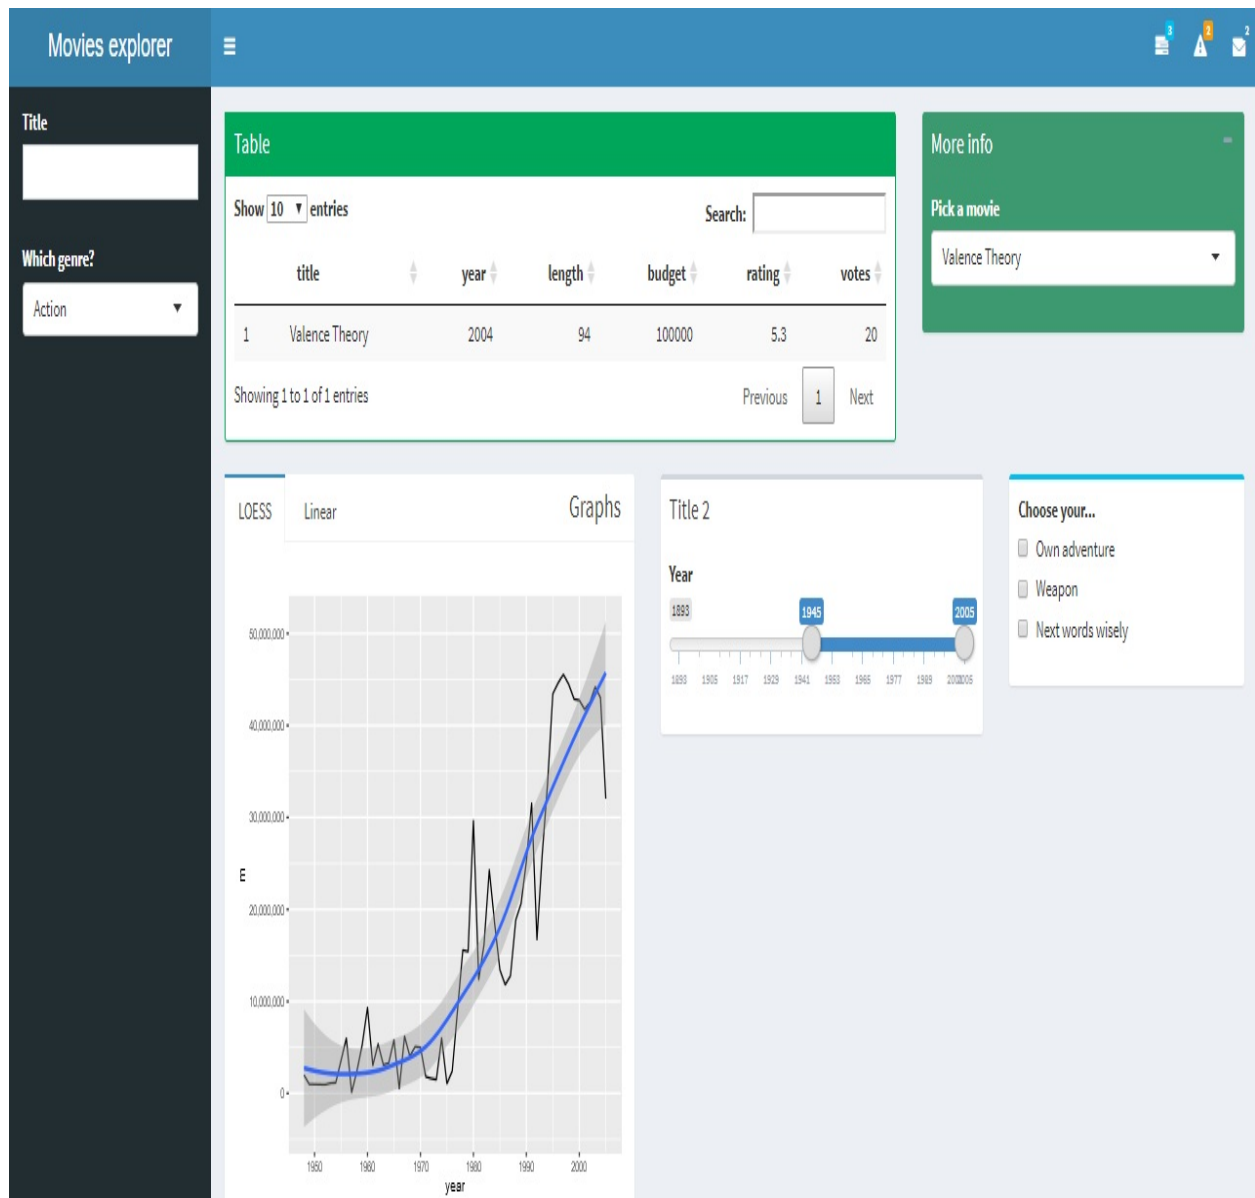 Movies explorer
3
2
2
Title
Which genre?
Action
Table
Show 10 entries
Search:
title year length budget rating votes
1 Valence Theory 2004 94 100000 5.3 20
Showing 1 to 1 of 1 entries
Previous 1 Next
More info
Pick a movie
Valence Theory
LOESS Linear Graphs
50,000,000
40,000,000
30,000,000
20,000,000
10,000,000
0
m
1950 1960 1970 1980 1990 2000
year
Title 2
Year
1893 1945 2005
1893 1905 1917 1929 1941 1953 1965 1977 1989 2005
Choose your...
Own adventure
Weapon
Next words wisely